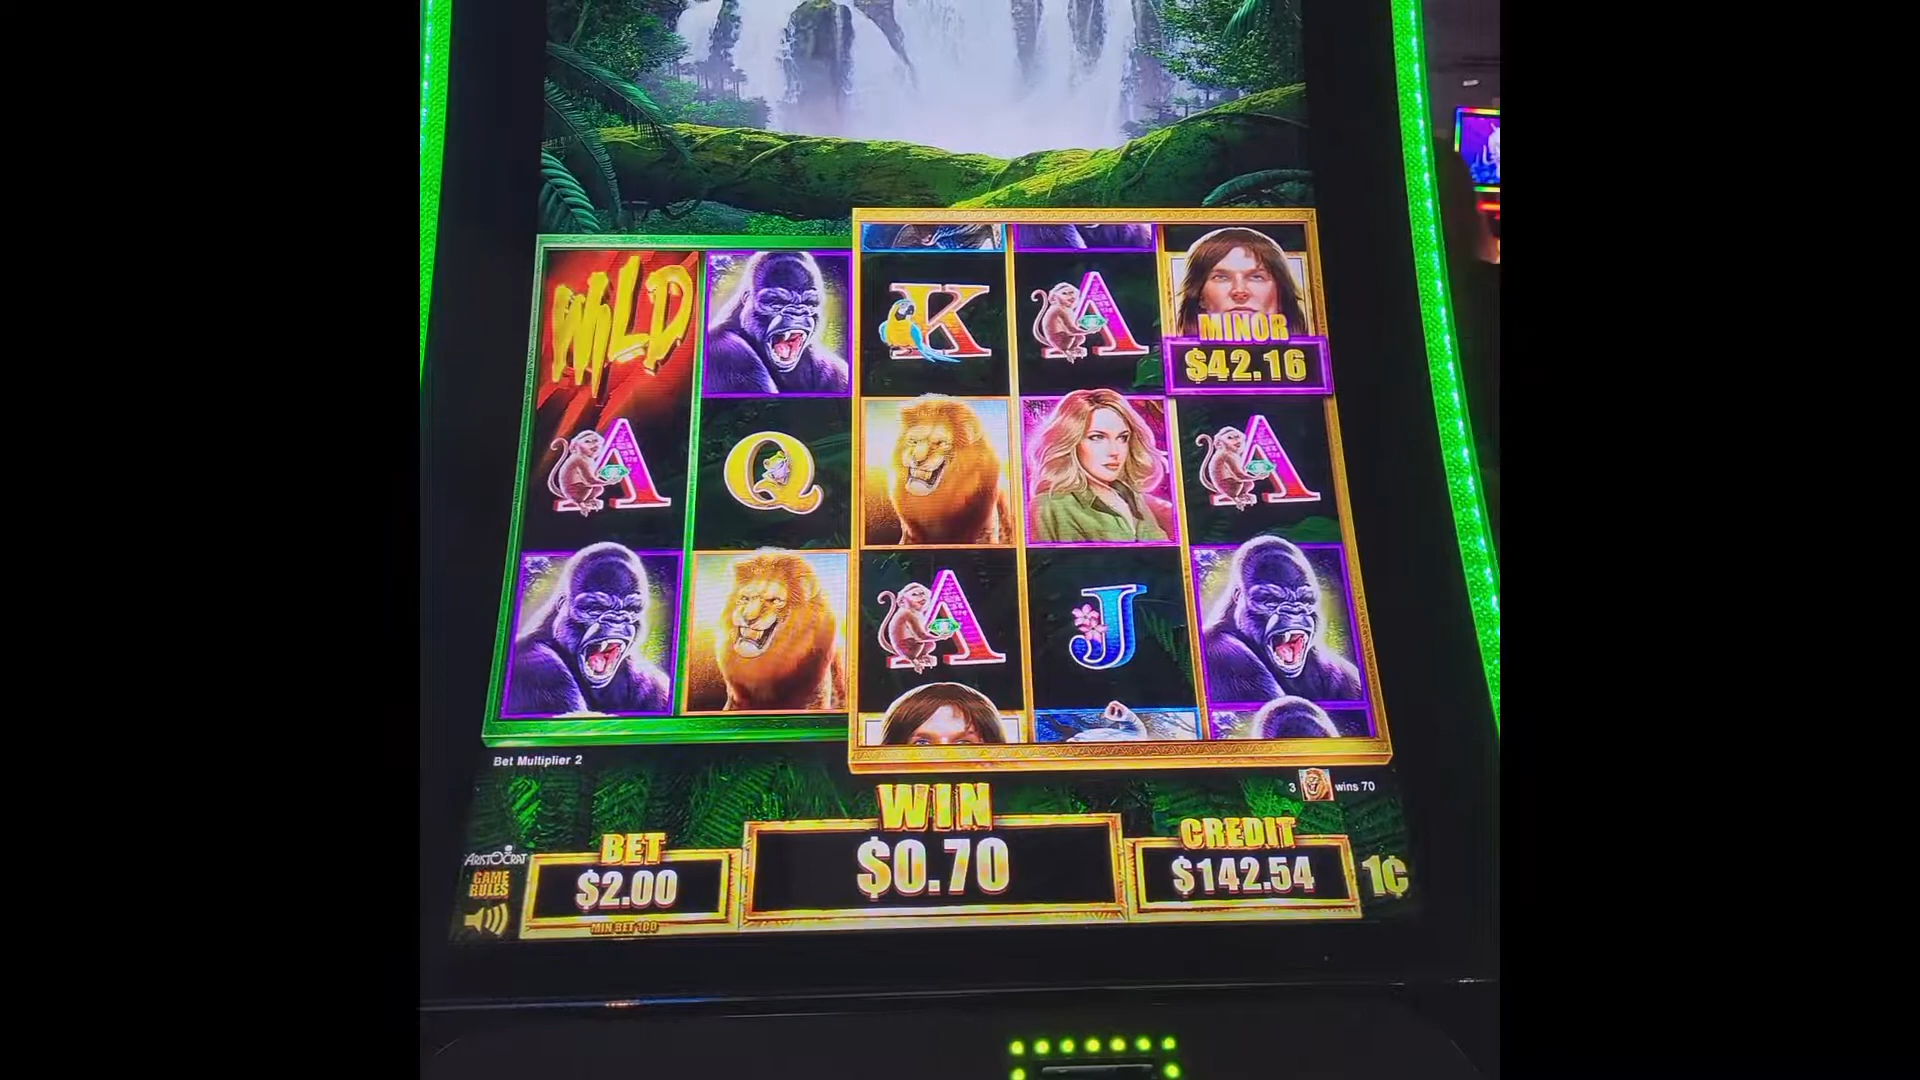 WILD
K
A
MINOR
$42.16
A
Q
A
A
J
Bet Multiplier 2
3 wins 70
WIN
$0.70
BET
$2.00
MIN BET 100
CREDIT
$142.54
1¢
ARISTOCRAT
GAME
RULES